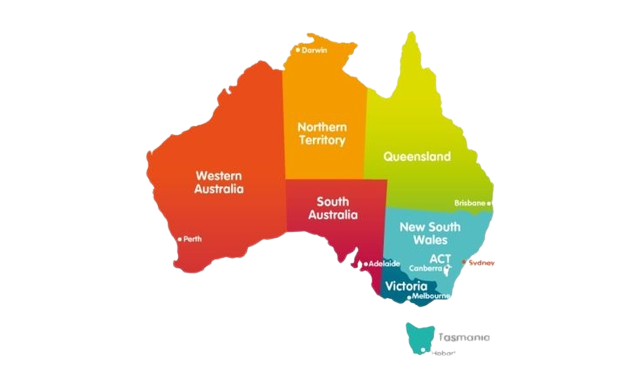 Darwin
Northern
Territory
Queensland
Western
Australia
South
Australia
Brisbane
New South
Wales
Perth
ACT
Adelaide
Canberra
Sydney
Victoria
Melbourne
Tasmania